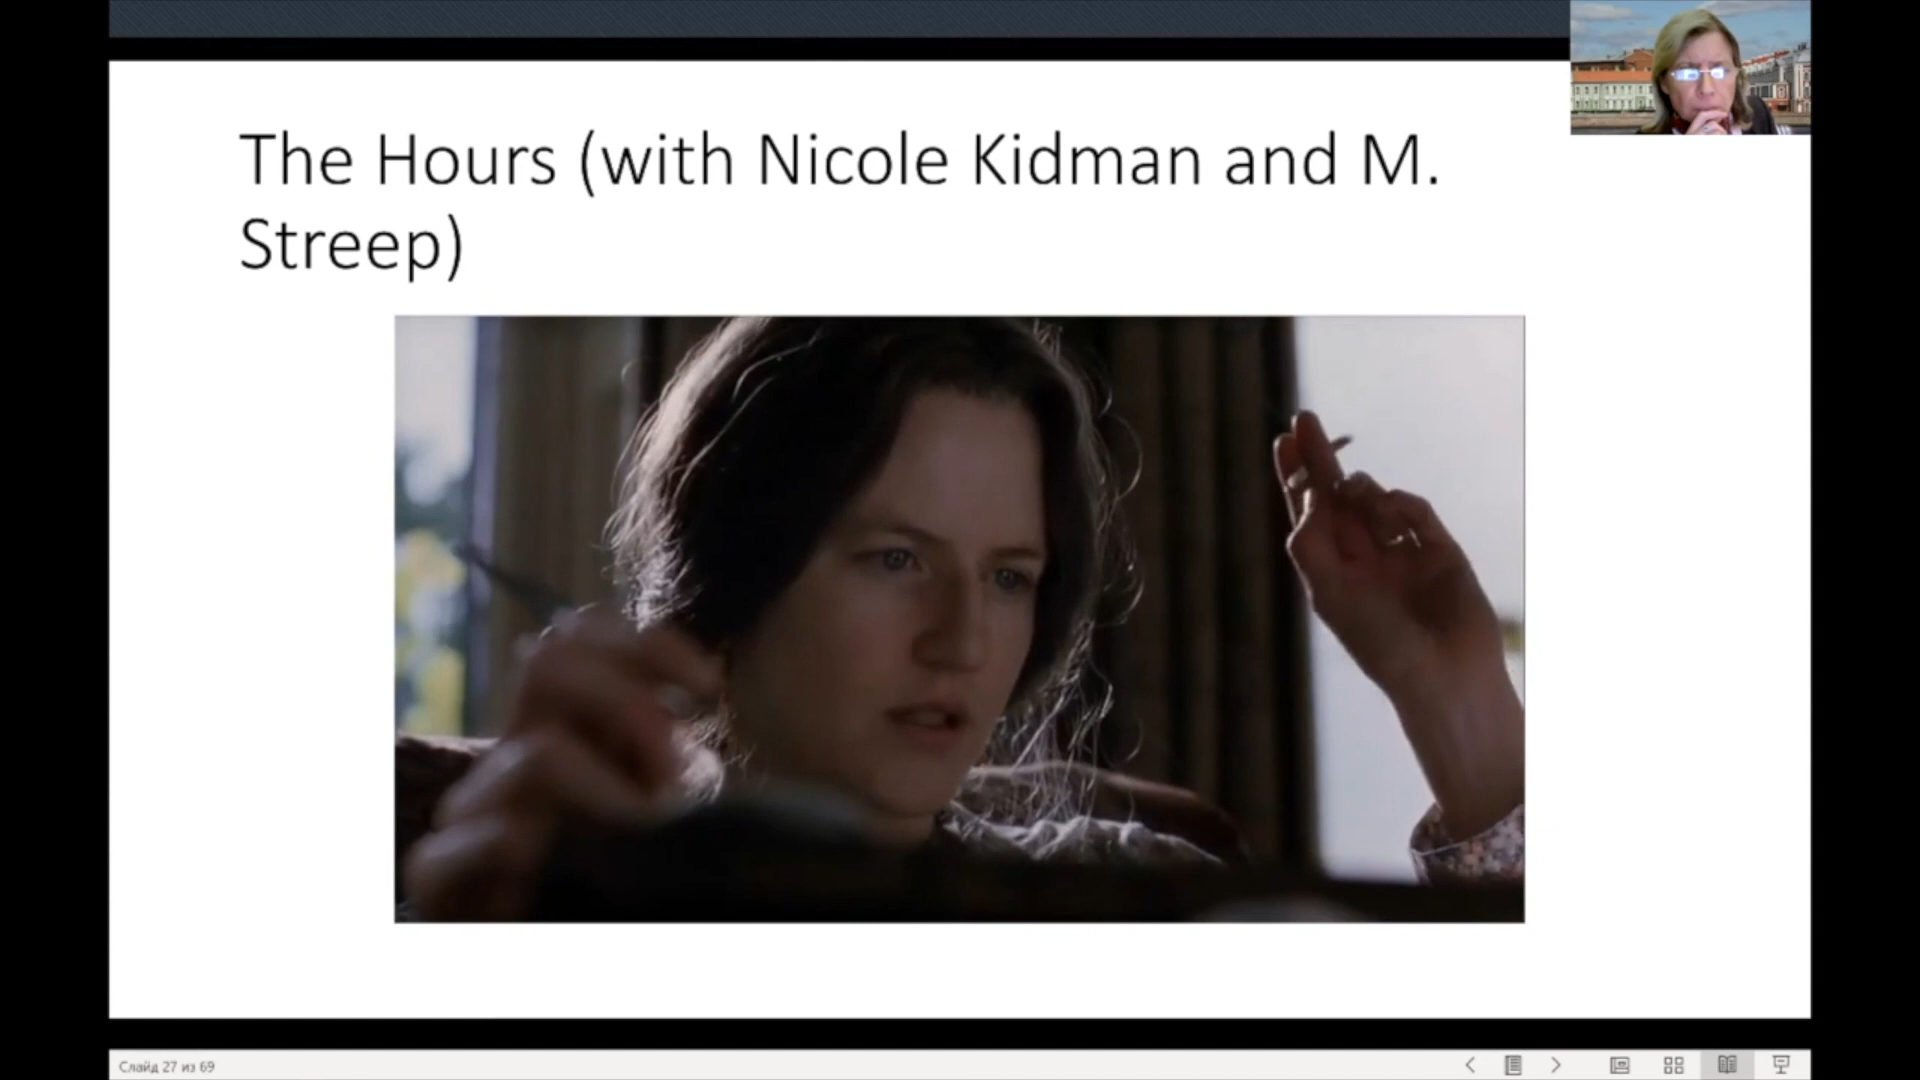 The Hours (with Nicole Kidman and M.
Streep)
Слайд 27 из 69